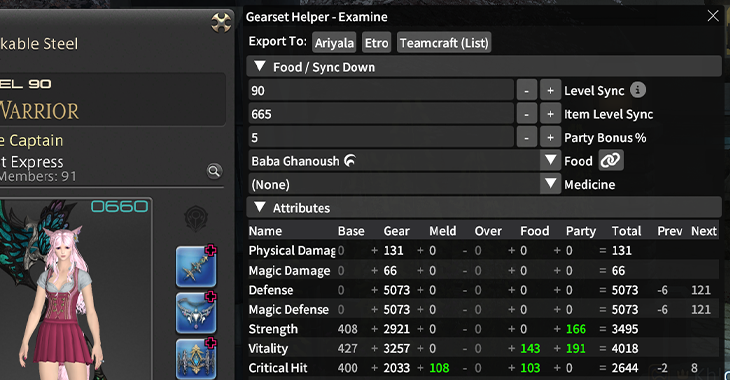 Gearset Helper - Examine
Export To: Ariyala Etro Teamcraft (List)
Food / Sync Down
90 - + Level Sync
665 - + Item Level Sync
5 - + Party Bonus %
Baba Ghanoush Food
(None) Medicine
Attributes
Name Base Gear Meld Over Food Party Total Prev Next
Physical Damag 0 + 131 + 0 - 0 + 0 + 0 = 131
Magic Damage 0 + 66 + 0 - 0 + 0 + 0 = 66
Defense 0 + 5073 + 0 - 0 + 0 + 0 = 5073 -6 121
Magic Defense 0 + 5073 + 0 - 0 + 0 + 0 = 5073 -6 121
Strength 408 + 2921 + 0 - 0 + 0 + 166 = 3495
Vitality 427 + 3257 + 0 - 0 + 143 + 191 = 4018
Critical Hit 400 + 2033 + 108 - 0 + 103 + 0 = 2644 -2 8
kable Steel
EL 90
WARRIOR
e Captain
t Express
Members: 91
0660